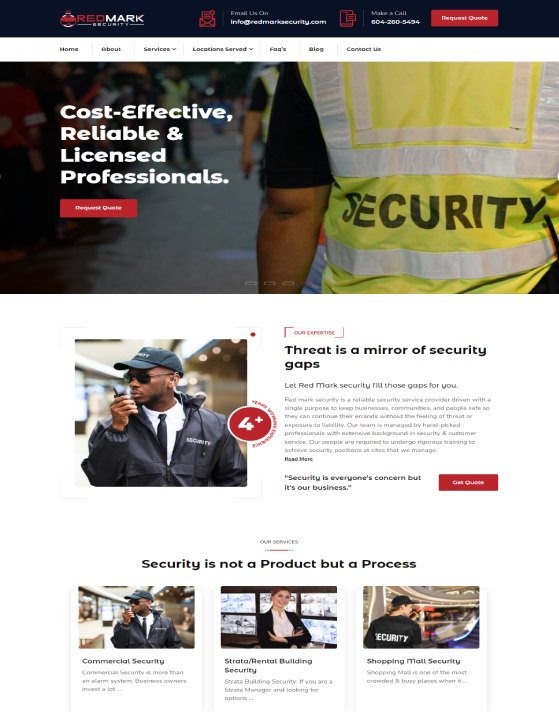 REDMARK
SECURITY
Email Us On
info@redmarksecurity.com
Make a Call
604-260-5494
Request Quote
Home
About
Services
Locations Served
Faq's
Blog
Contact Us
Cost-Effective,
Reliable &
Licensed
Professionals.
Request Quote
SECURITY
OUR EXPERTISE
Threat is a mirror of security
gaps
Let Red Mark security fill those gaps for you.
Red mark security is a reliable security service provider driven with a
single purpose to keep businesses, communities, and people safe so
they can continue their errands without the feeling of threat or
exposure to liability. Our team is managed by hand-picked
professionals with extensive background in security & customer
service. Our people are required to undergo rigorous training to
achieve security positions at sites that we manage.
Read More
SECURITY
4+
YEARS WORKING EXPERIENCE
"Security is everyone's concern but
it's our business."
Get Quote
OUR SERVICES
Security is not a Product but a Process
SECURITY
Commercial Security
Commercial Security is more than
an alarm system. Business owners
invest a lot ...
Strata/Rental Building
Security
Strata Building Security: If you are a
Strata Manager and looking for
options ...
Shopping Mall Security
Shopping Mall is one of the most
crowded & busy places when it ...